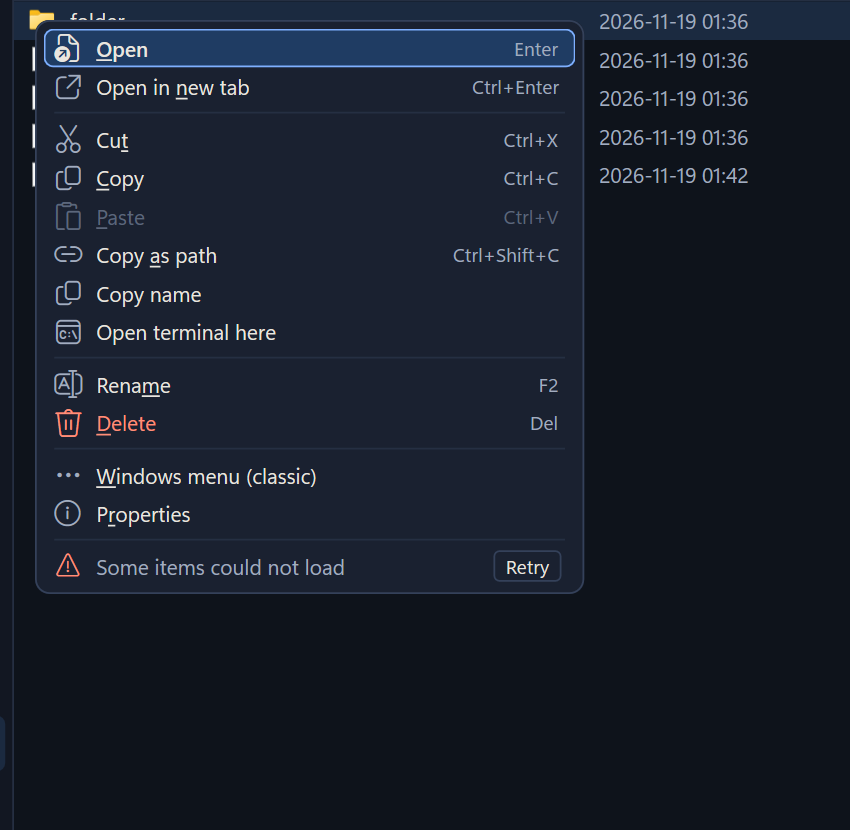 folder 2026-11-19 01:36
Open Enter 2026-11-19 01:36
Open in new tab Ctrl+Enter 2026-11-19 01:36
Cut Ctrl+X 2026-11-19 01:36
Copy Ctrl+C 2026-11-19 01:42
Paste Ctrl+V
Copy as path Ctrl+Shift+C
Copy name
C:\ Open terminal here
Rename F2
Delete Del
Windows menu (classic)
Properties
Some items could not load Retry